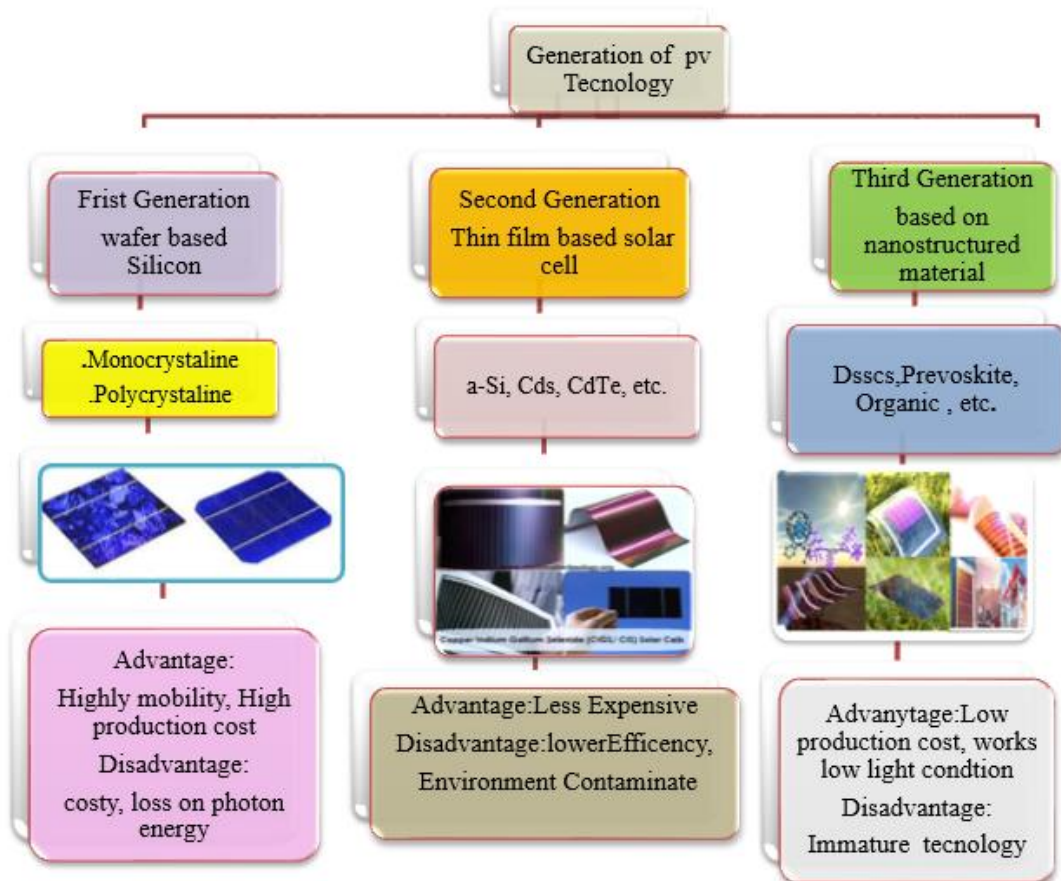 Generation of pv
Tecnology
Frist Generation
wafer based
Silicon
Second Generation
Thin film based solar
cell
Third Generation
based on
nanostructured
material
.Monocrystaline
.Polycrystaline
a-Si, Cds, CdTe, etc.
Dsscs,Prevoskite,
Organic , etc.
Copper Indium Gallium Selenide (CIGS/ CIS) Solar Cells
Advantage:
Highly mobility, High
production cost
Disadvantage:
costy, loss on photon
energy
Advantage:Less Expensive
Disadvantage:lowerEfficency,
Environment Contaminate
Advanytage:Low
production cost, works
low light condtion
Disadvantage:
Immature tecnology